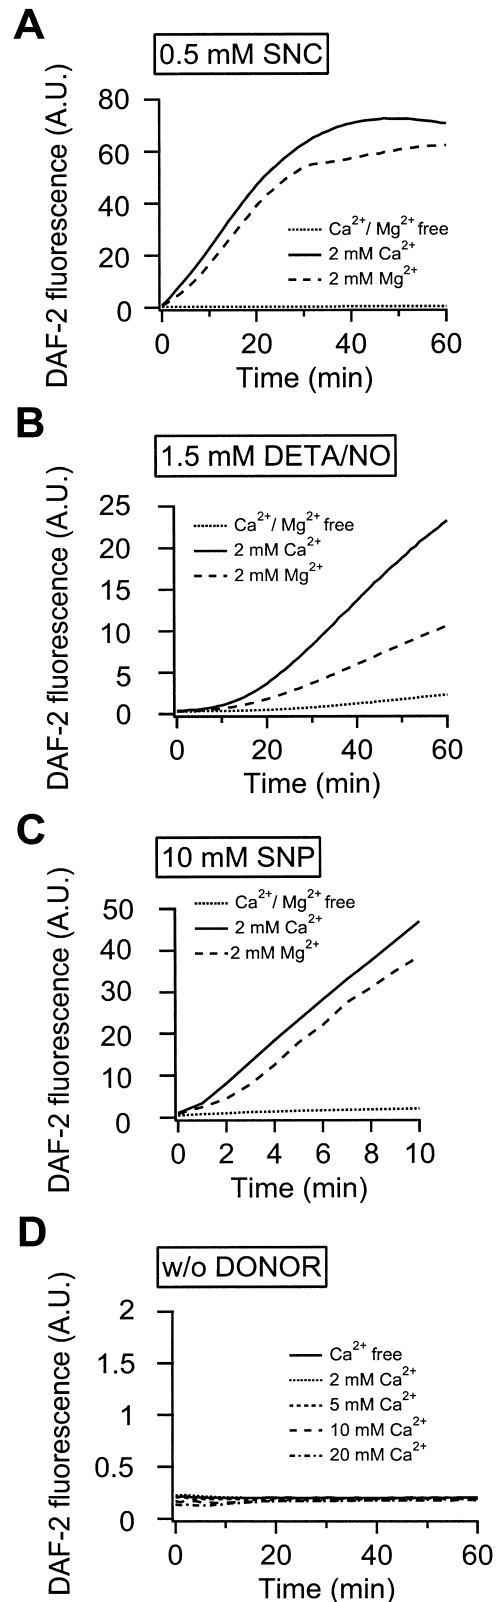 A
0.5 mM SNC
DAF-2 fluorescence (A.U.)
80
60
40
20
0
Ca2+/ Mg2+ free
2 mM Ca2+
2 mM Mg2+
0 20 40 60
Time (min)
B
1.5 mM DETA/NO
DAF-2 fluorescence (A.U.)
25
20
15
10
5
0
Ca2+/ Mg2+ free
2 mM Ca2+
2 mM Mg2+
0 20 40 60
Time (min)
C
10 mM SNP
DAF-2 fluorescence (A.U.)
50
40
30
20
10
0
Ca2+/ Mg2+ free
2 mM Ca2+
2 mM Mg2+
0 2 4 6 8 10
Time (min)
D
w/o DONOR
DAF-2 fluorescence (A.U.)
2
1.5
1
0.5
0
Ca2+ free
2 mM Ca2+
5 mM Ca2+
10 mM Ca2+
20 mM Ca2+
0 20 40 60
Time (min)